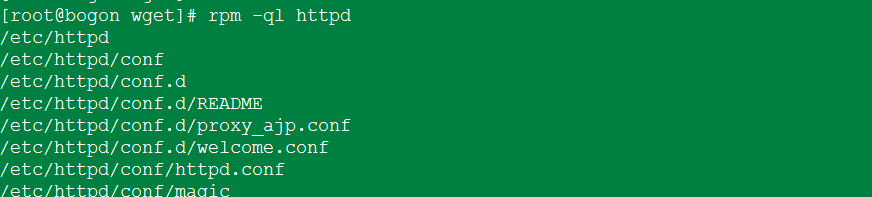 [root@bogon wget]# rpm -ql httpd
/etc/httpd
/etc/httpd/conf
/etc/httpd/conf.d
/etc/httpd/conf.d/README
/etc/httpd/conf.d/proxy_ajp.conf
/etc/httpd/conf.d/welcome.conf
/etc/httpd/conf/httpd.conf
/etc/httpd/conf/magic